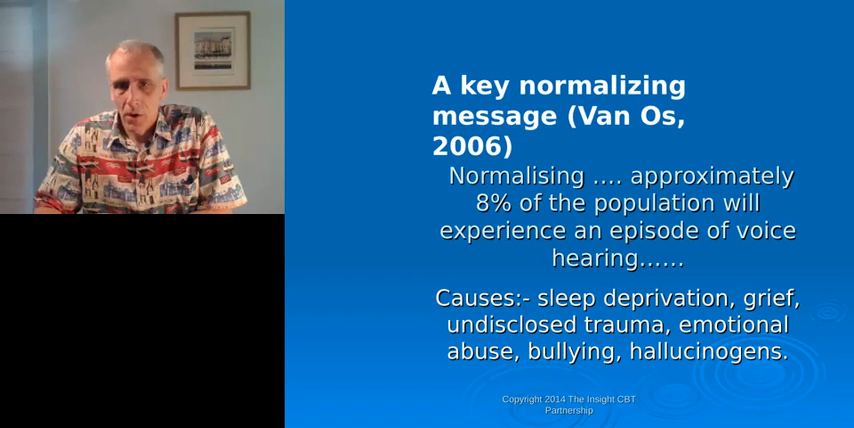 A key normalizing
message (Van Os,
2006)
Normalising .... approximately
8% of the population will
experience an episode of voice
hearing......
Causes:- sleep deprivation, grief,
undisclosed trauma, emotional
abuse, bullying, hallucinogens.
Copyright 2014 The Insight CBT
Partnership